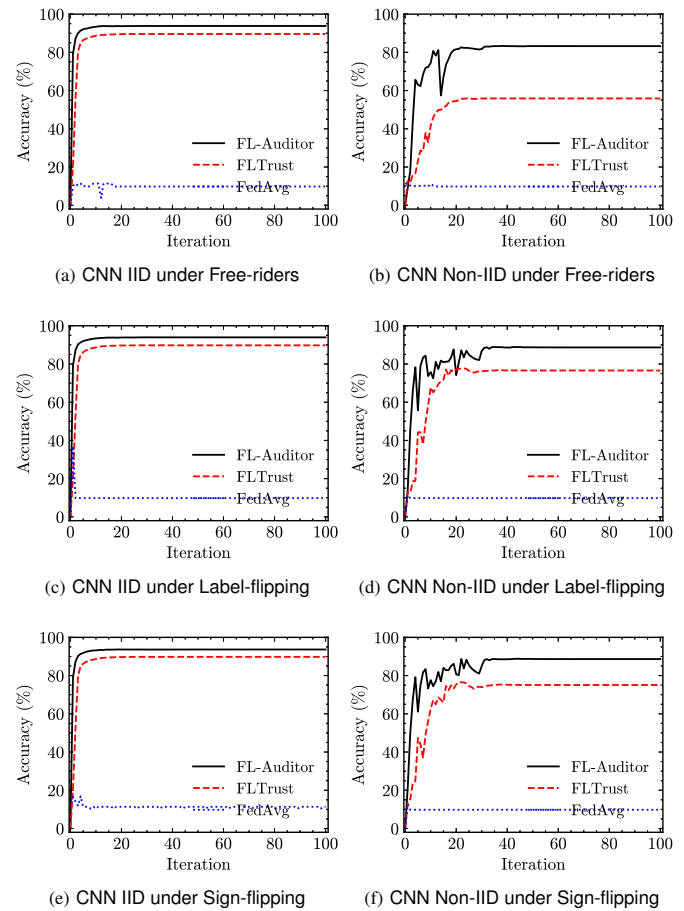 100
80
60
40
20
0
Accuracy (%)
FL-Auditor
FLTrust
FedAvg
0 20 40 60 80 100
Iteration
(a) CNN IID under Free-riders
100
80
60
40
20
0
Accuracy (%)
FL-Auditor
FLTrust
FedAvg
0 20 40 60 80 100
Iteration
(b) CNN Non-IID under Free-riders
100
80
60
40
20
0
Accuracy (%)
FL-Auditor
FLTrust
FedAvg
0 20 40 60 80 100
Iteration
(c) CNN IID under Label-flipping
100
80
60
40
20
0
Accuracy (%)
FL-Auditor
FLTrust
FedAvg
0 20 40 60 80 100
Iteration
(d) CNN Non-IID under Label-flipping
100
80
60
40
20
0
Accuracy (%)
FL-Auditor
FLTrust
FedAvg
0 20 40 60 80 100
Iteration
(e) CNN IID under Sign-flipping
100
80
60
40
20
0
Accuracy (%)
FL-Auditor
FLTrust
FedAvg
0 20 40 60 80 100
Iteration
(f) CNN Non-IID under Sign-flipping